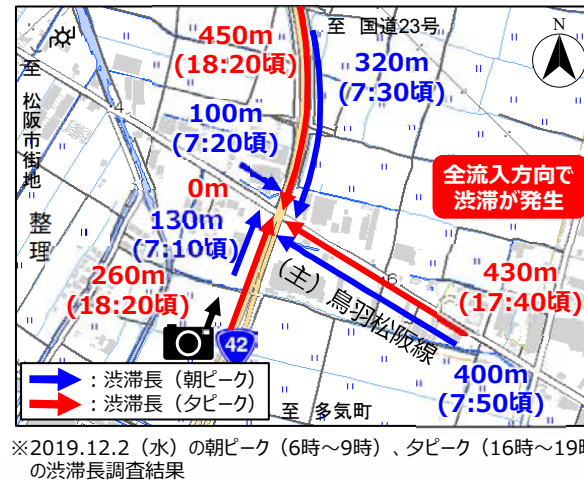 450m
(18:20頃)
至 国道23号
320m
(7:30頃)
N
至 松阪市街地
4
100m
(7:20頃)
0m
全流入方向で
渋滞が発生
整理
130m
(7:10頃)
260m
(18:20頃)
6
430m
(17:40頃)
(主)鳥羽松阪線
42
400m
(7:50頃)
:渋滞長(朝ピーク)
:渋滞長(夕ピーク)
至 多気町
※2019.12.2(水)の朝ピーク(6時~9時)、夕ピーク(16時~19時
の渋滞長調査結果